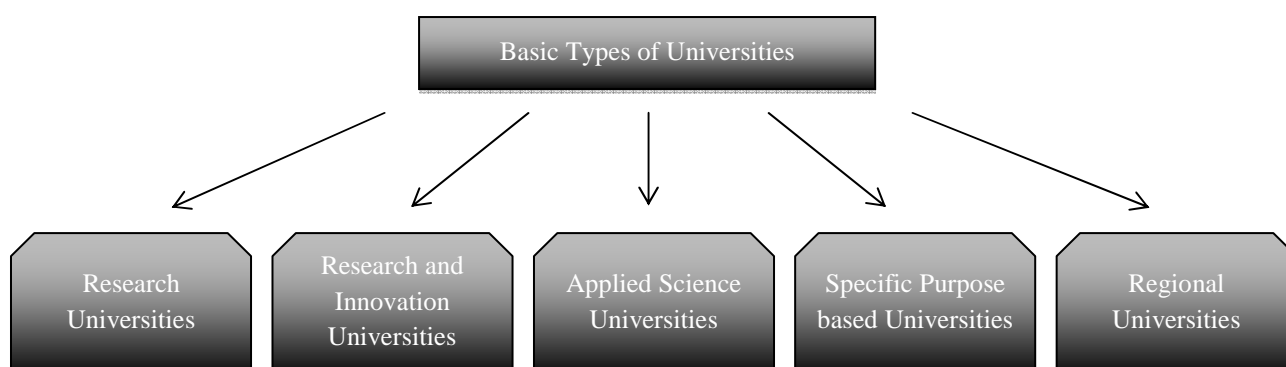 Basic Types of Universities
Research
Universities
Research and
Innovation
Universities
Applied Science
Universities
Specific Purpose
based Universities
Regional
Universities